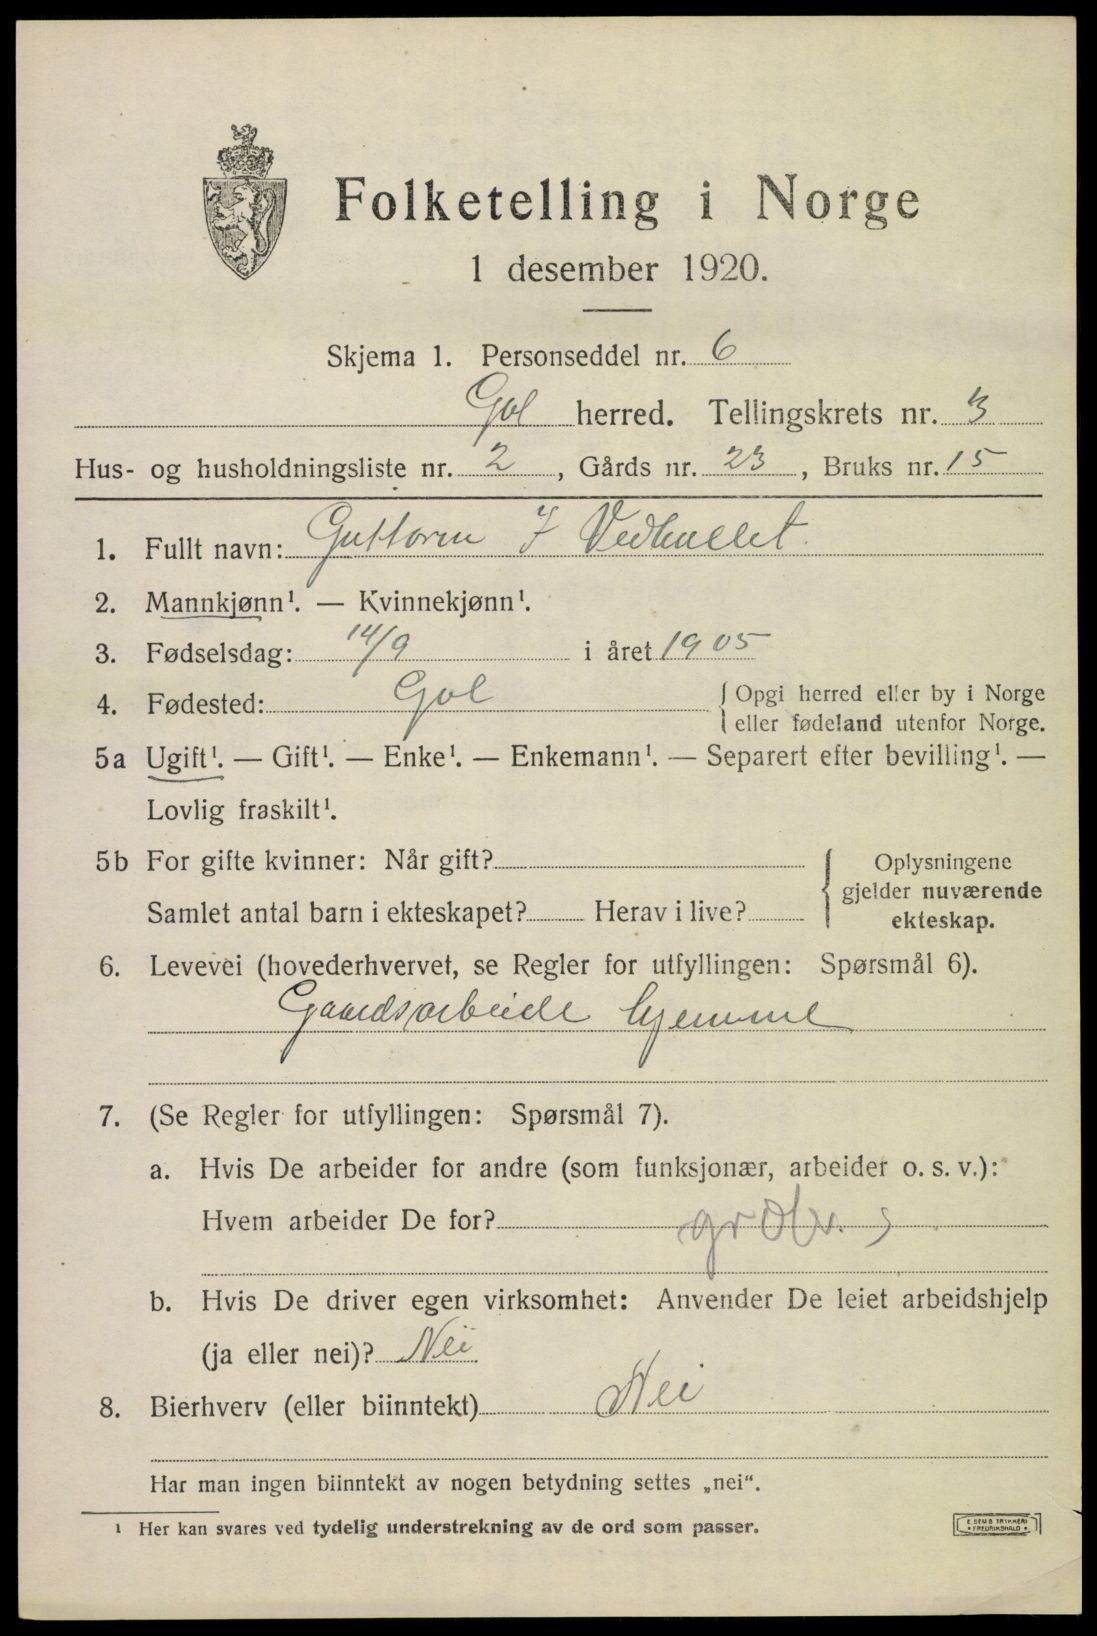 Folketelling i Norge
1 desember 1920.
Skjema 1. Personseddel nr. 6
Gol herred. Tellingskrets nr. 3
Hus- og husholdningsliste nr. 2, Gårds nr. 23, Bruks nr. 15
1. Fullt navn: Guttorm I Vedhullet
2. Mannkjønn¹. — Kvinnekjønn¹.
3. Fødselsdag: 14/9 i året 1905
4. Fødested: Gol { Opgi herred eller by i Norge
eller fødeland utenfor Norge.
5a Ugift¹. — Gift¹. — Enke¹. — Enkemann¹. — Separert efter bevilling¹. —
Lovlig fraskilt¹.
5b For gifte kvinner: Når gift? { Oplysningene
gjelder nuværende
Samlet antal barn i ekteskapet? Herav i live? ekteskap.
6. Levevei (hovederhvervet, se Regler for utfyllingen: Spørsmål 6).
Gaardsarbeide hjemme
7. (Se Regler for utfyllingen: Spørsmål 7).
a. Hvis De arbeider for andre (som funksjonær, arbeider o. s. v.):
Hvem arbeider De for?
b. Hvis De driver egen virksomhet: Anvender De leiet arbeidshjelp
(ja eller nei)? Nei
8. Bierhverv (eller biinntekt) Nei
Har man ingen biinntekt av nogen betydning settes „nei“.
¹ Her kan svares ved tydelig understrekning av de ord som passer.
E. SEM'S TRYKKERI
• FREDRIKSHALD •